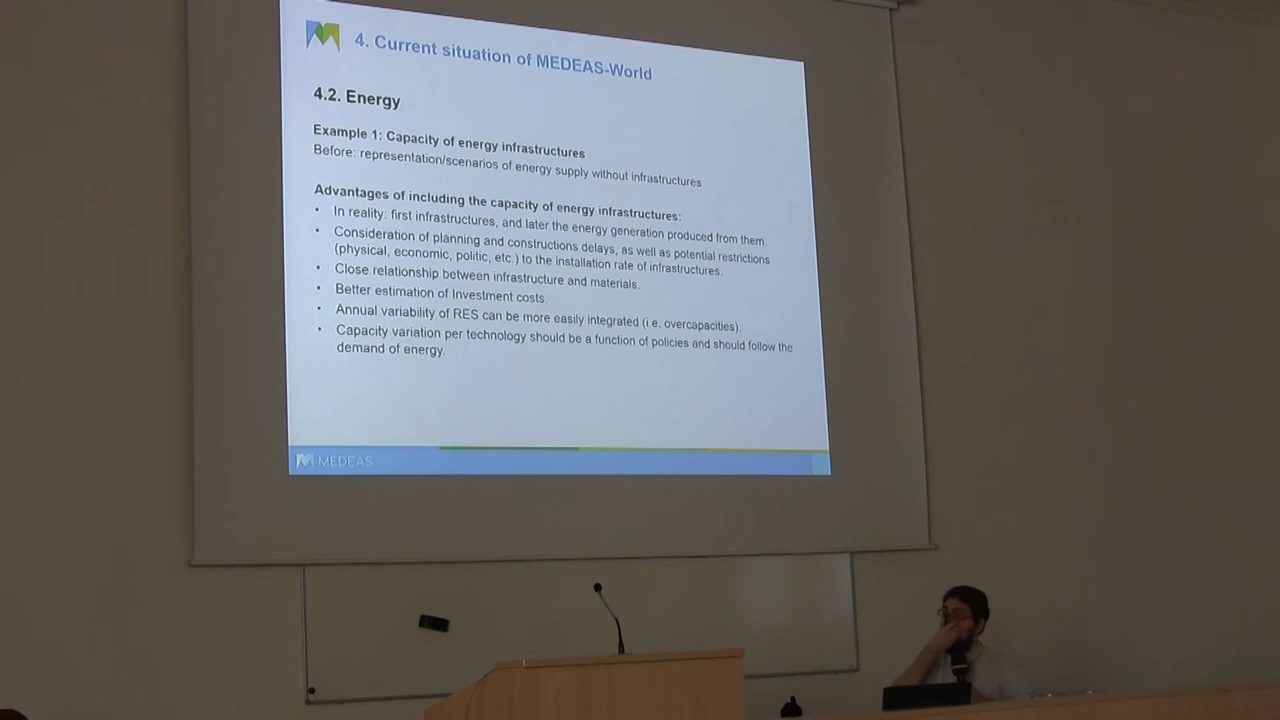 4. Current situation of MEDEAS-World
4.2. Energy
Example 1: Capacity of energy infrastructures
Before: representation/scenarios of energy supply without infrastructures
Advantages of including the capacity of energy infrastructures:
• In reality: first infrastructures, and later the energy generation produced from them.
• Consideration of planning and constructions delays, as well as potential restrictions
(physical, economic, politic, etc.) to the installation rate of infrastructures.
• Close relationship between infrastructure and materials.
• Better estimation of Investment costs.
• Annual variability of RES can be more easily integrated (i.e. overcapacities).
• Capacity variation per technology should be a function of policies and should follow the
demand of energy.
MEDEAS